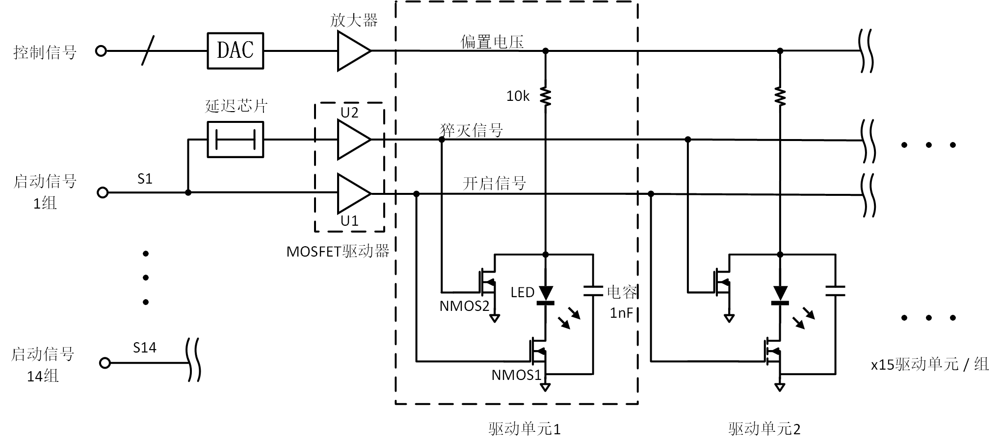 放大器
控制信号
DAC
偏置电压
10k
延迟芯片
U2
猝灭信号
启动信号
1组
S1
开启信号
U1
MOSFET驱动器
LED
NMOS2
电容
1nF
启动信号
14组
S14
NMOS1
x15驱动单元 / 组
驱动单元1
驱动单元2